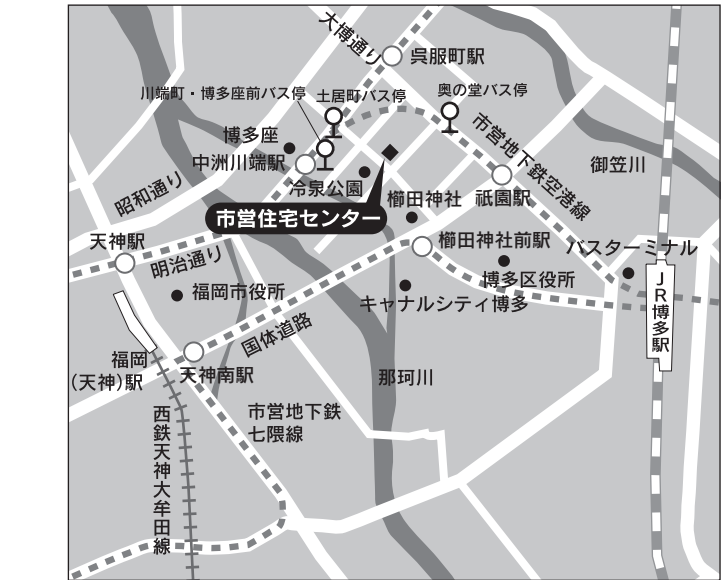 大博通り
呉服町駅
川端町・博多座前バス停
土居町バス停
奥の堂バス停
博多座
中洲川端駅
市営地下鉄空港線
御笠川
冷泉公園
昭和通り
櫛田神社
祇園駅
市営住宅センター
天神駅
明治通り
櫛田神社前駅
バスターミナル
博多区役所
福岡市役所
キャナルシティ博多
JR博多駅
国体道路
福岡
(天神)駅
天神南駅
那珂川
市営地下鉄
七隈線
西鉄天神大牟田線